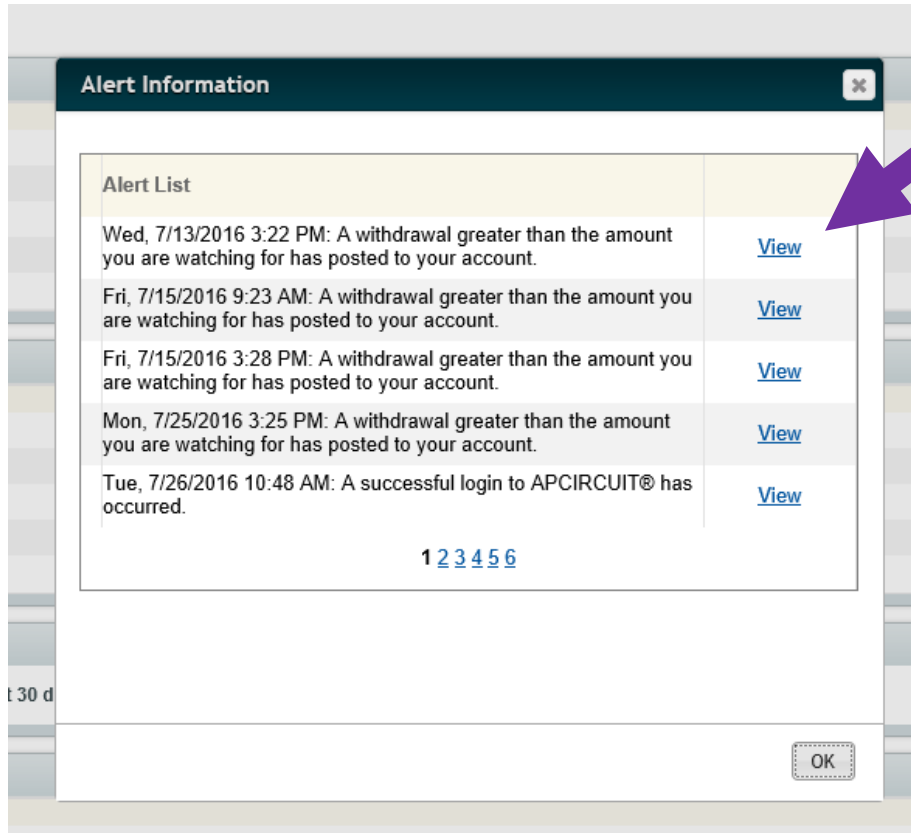 Alert Information
Alert List
Wed, 7/13/2016 3:22 PM: A withdrawal greater than the amount
you are watching for has posted to your account.
View
Fri, 7/15/2016 9:23 AM: A withdrawal greater than the amount you
are watching for has posted to your account.
View
Fri, 7/15/2016 3:28 PM: A withdrawal greater than the amount you
are watching for has posted to your account.
View
Mon, 7/25/2016 3:25 PM: A withdrawal greater than the amount
you are watching for has posted to your account.
View
Tue, 7/26/2016 10:48 AM: A successful login to APCIRCUIT® has
occurred.
View
1 2 3 4 5 6
t 30 d
OK